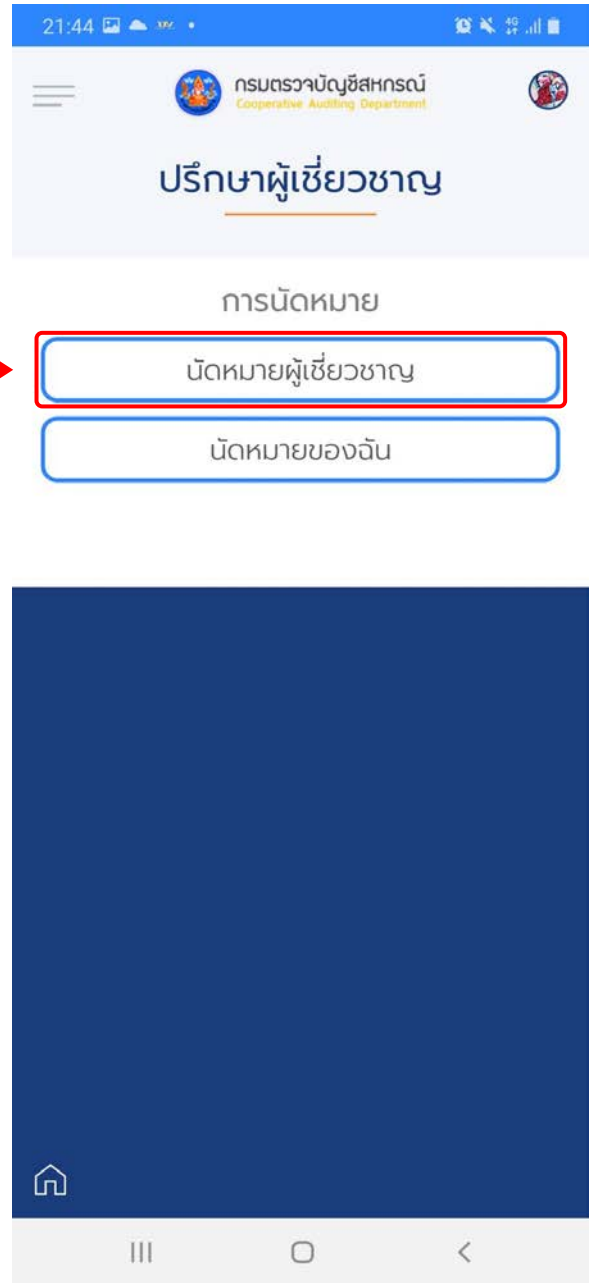 21:44
4G
กรมตรวจบัญชีสหกรณ์
Cooperative Auditing Department
ปรึกษาผู้เชี่ยวชาญ
การนัดหมาย
นัดหมายผู้เชี่ยวชาญ
นัดหมายของฉัน